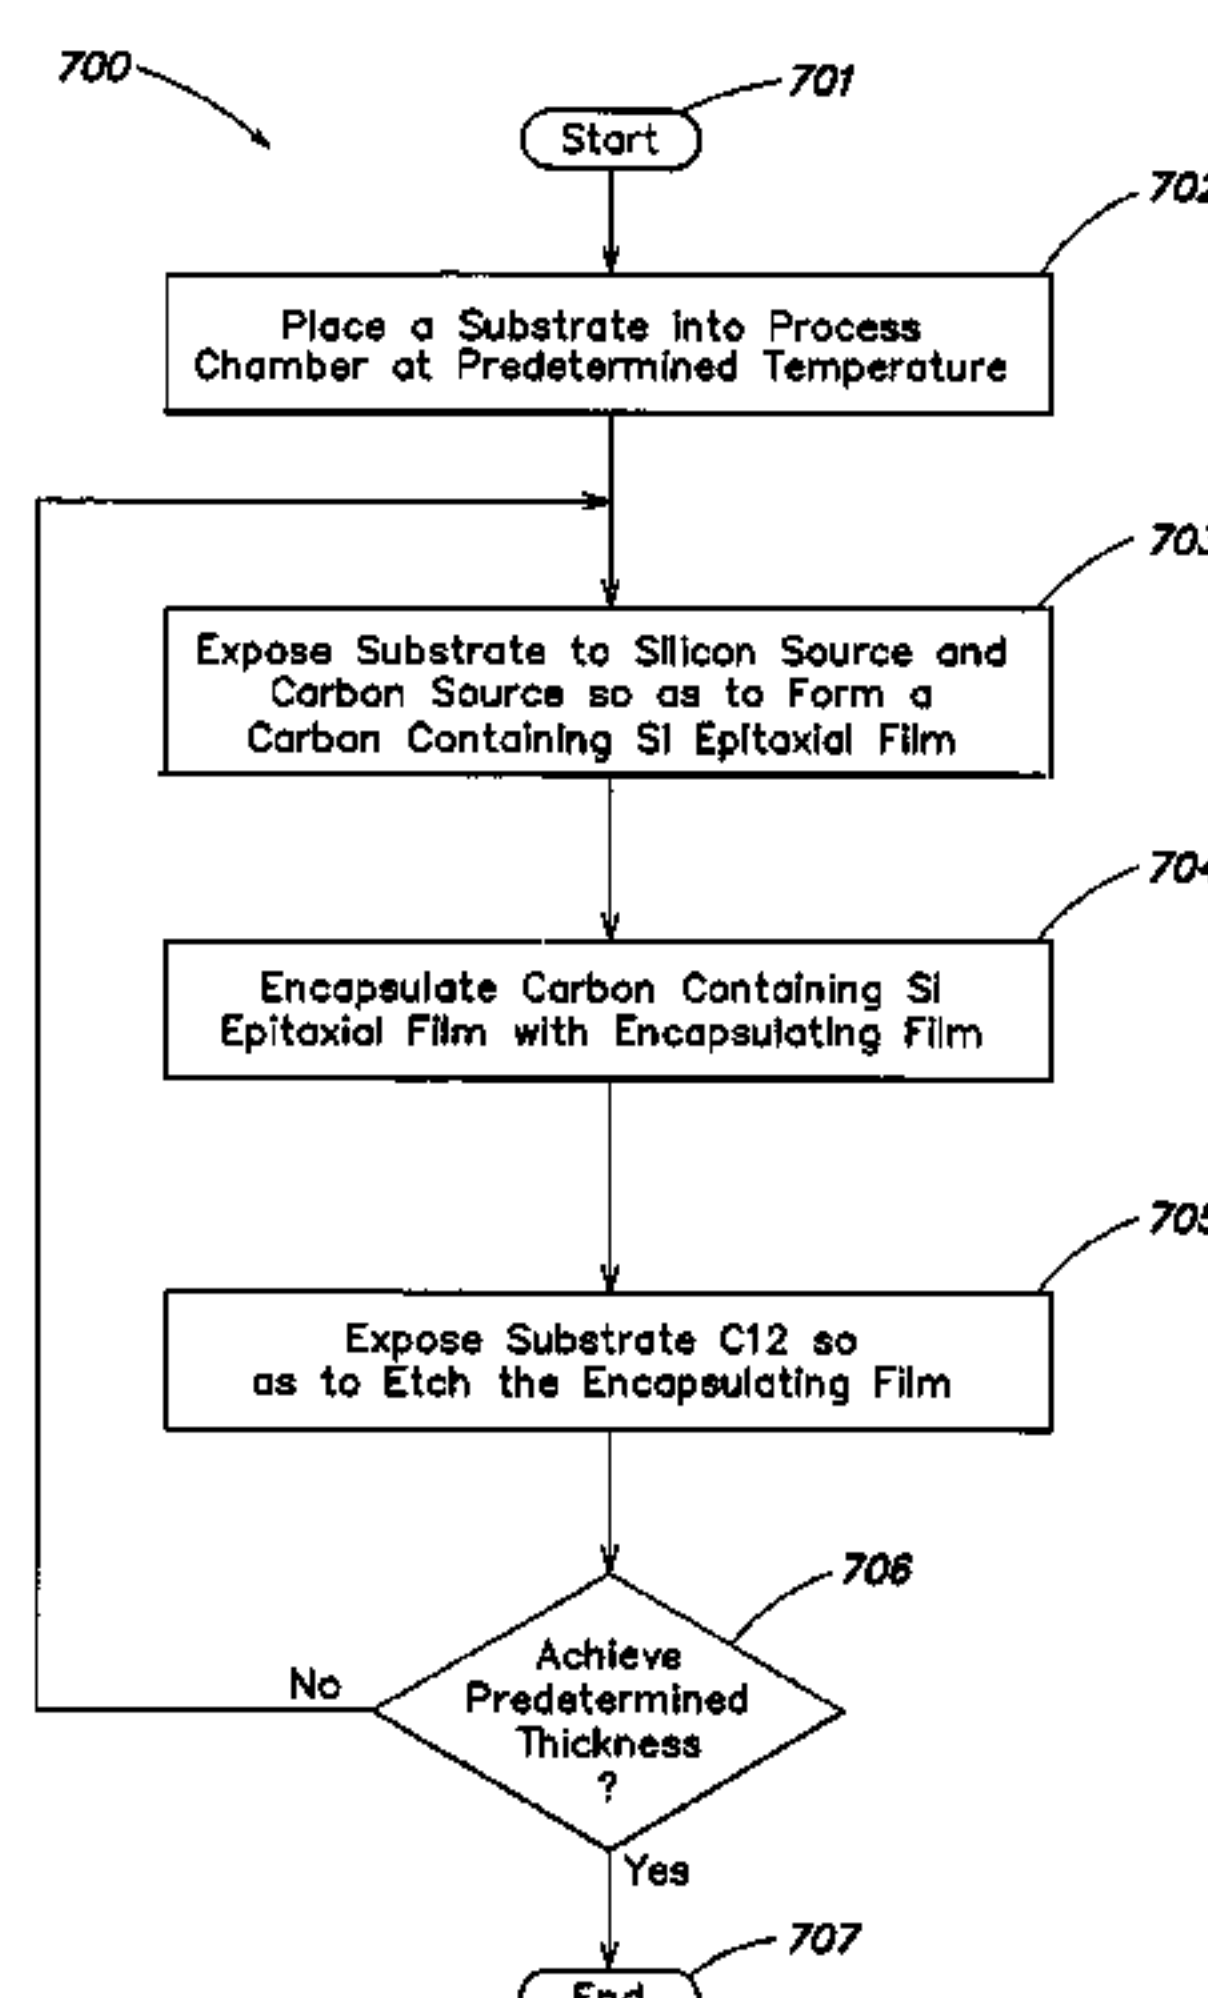 700
701
Start
702
Place a Substrate into Process
Chamber at Predetermined Temperature
703
Expose Substrate to Silicon Source and
Carbon Source so as to Form a
Carbon Containing Si Epitaxial Film
704
Encapsulate Carbon Containing Si
Epitaxial Film with Encapsulating Film
705
Expose Substrate C12 so
as to Etch the Encapsulating Film
706
Achieve
Predetermined
Thickness
?
No
Yes
707
End